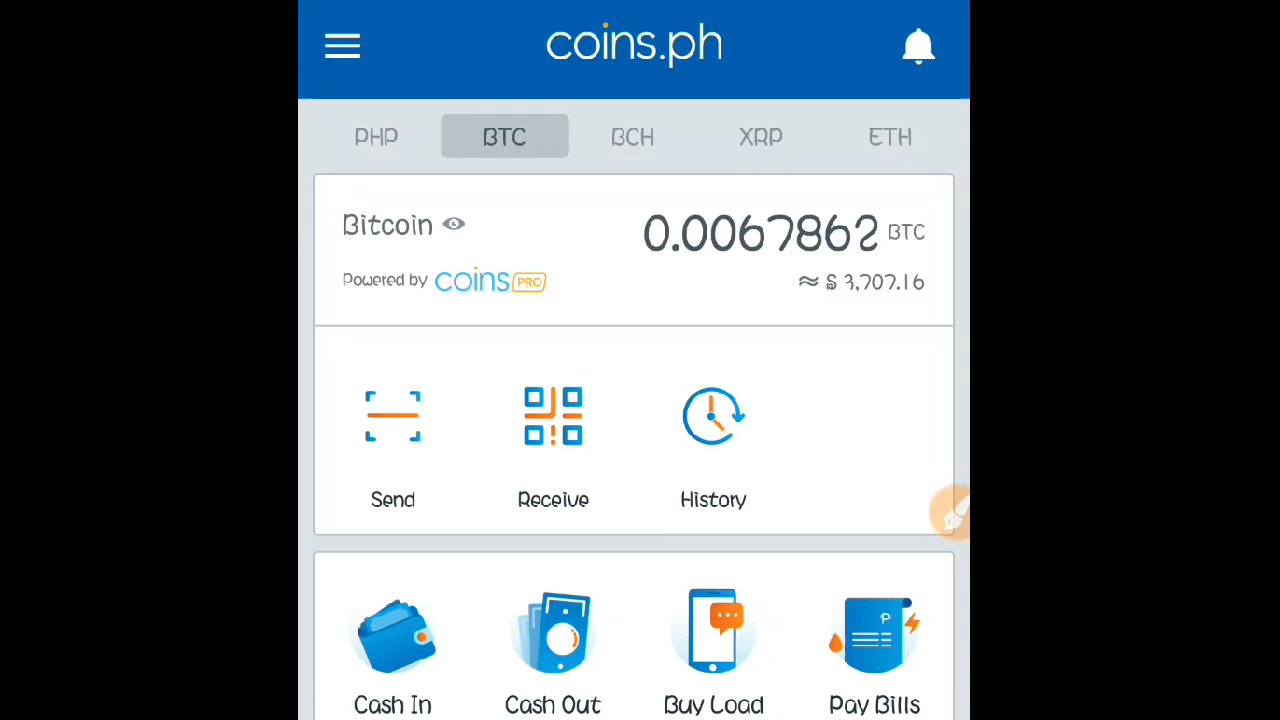 coins.ph
PHP BTC BCH XRP ETH
Bitcoin 0.0067862 BTC
Powered by coins PRO ≈ $ 3,707.16
Send Receive History
Cash In Cash Out Buy Load Pay Bills